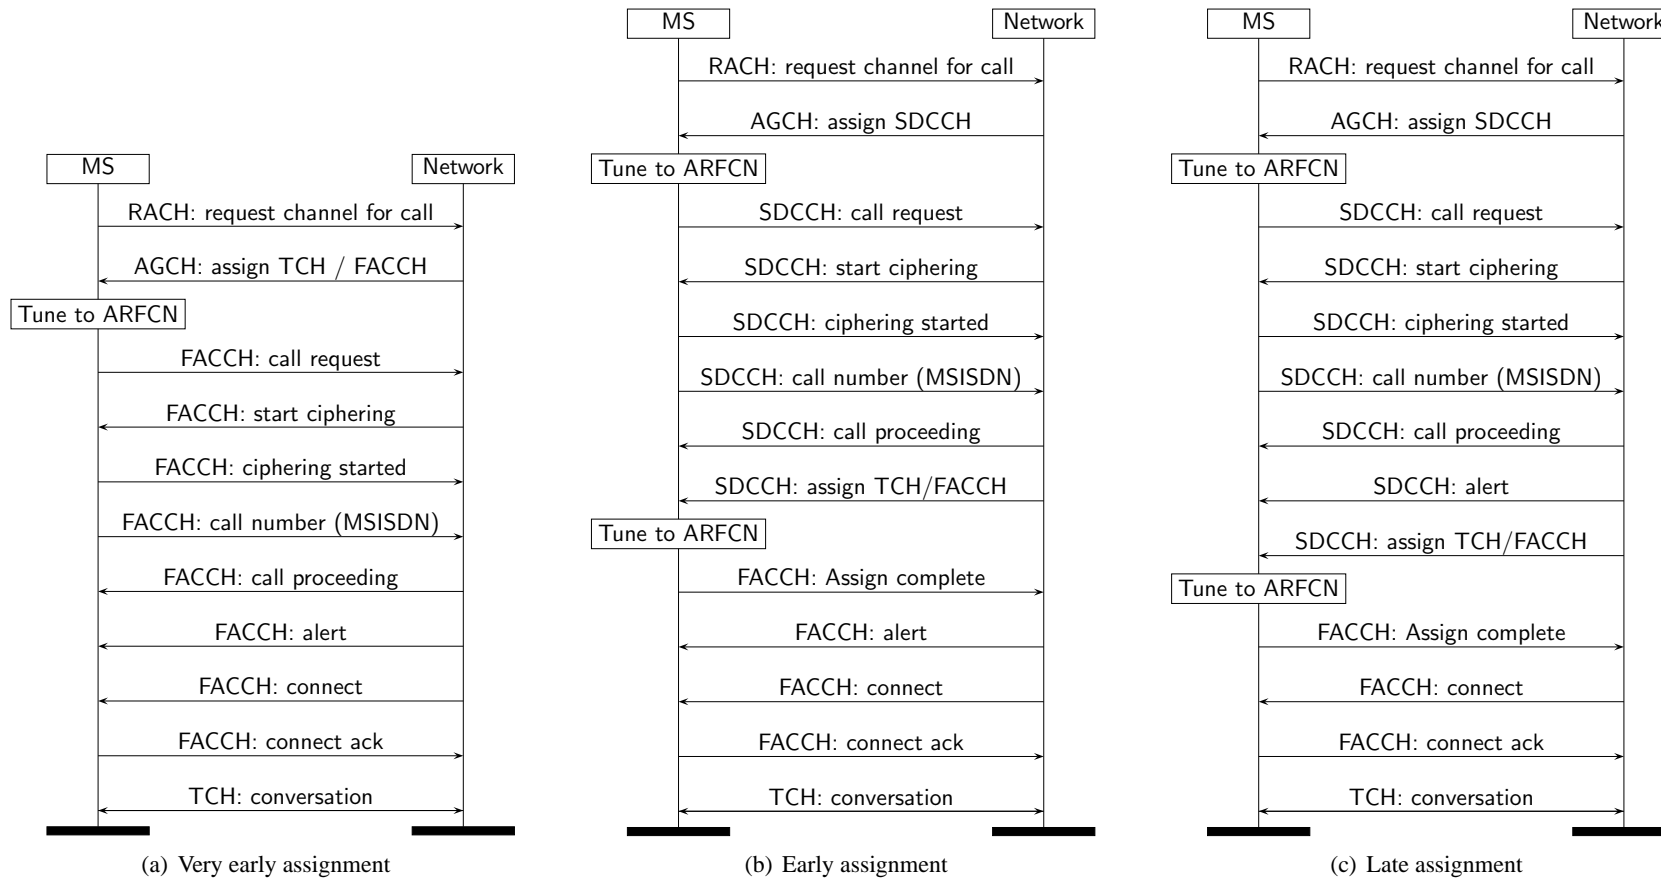 MS
Network
RACH: request channel for call
AGCH: assign TCH / FACCH
Tune to ARFCN
FACCH: call request
FACCH: start ciphering
FACCH: ciphering started
FACCH: call number (MSISDN)
FACCH: call proceeding
FACCH: alert
FACCH: connect
FACCH: connect ack
TCH: conversation
(a) Very early assignment
MS
Network
RACH: request channel for call
AGCH: assign SDCCH
Tune to ARFCN
SDCCH: call request
SDCCH: start ciphering
SDCCH: ciphering started
SDCCH: call number (MSISDN)
SDCCH: call proceeding
SDCCH: assign TCH/FACCH
Tune to ARFCN
FACCH: Assign complete
FACCH: alert
FACCH: connect
FACCH: connect ack
TCH: conversation
(b) Early assignment
MS
Network
RACH: request channel for call
AGCH: assign SDCCH
Tune to ARFCN
SDCCH: call request
SDCCH: start ciphering
SDCCH: ciphering started
SDCCH: call number (MSISDN)
SDCCH: call proceeding
SDCCH: alert
SDCCH: assign TCH/FACCH
Tune to ARFCN
FACCH: Assign complete
FACCH: connect
FACCH: connect ack
TCH: conversation
(c) Late assignment